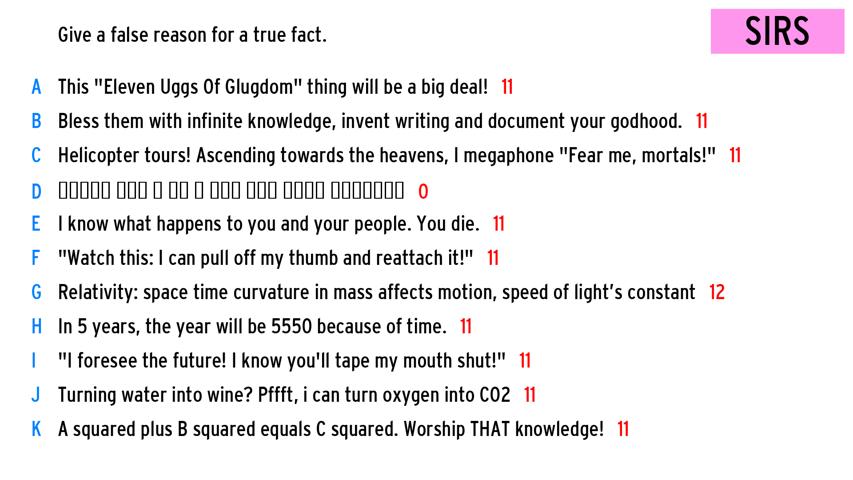 Give a false reason for a true fact.
SIRS
A This "Eleven Uggs Of Glugdom" thing will be a big deal! 11
B Bless them with infinite knowledge, invent writing and document your godhood. 11
C Helicopter tours! Ascending towards the heavens, I megaphone "Fear me, mortals!" 11
D 0
E I know what happens to you and your people. You die. 11
F "Watch this: I can pull off my thumb and reattach it!" 11
G Relativity: space time curvature in mass affects motion, speed of light’s constant 12
H In 5 years, the year will be 5550 because of time. 11
I "I foresee the future! I know you'll tape my mouth shut!" 11
J Turning water into wine? Pffft, i can turn oxygen into CO2 11
K A squared plus B squared equals C squared. Worship THAT knowledge! 11